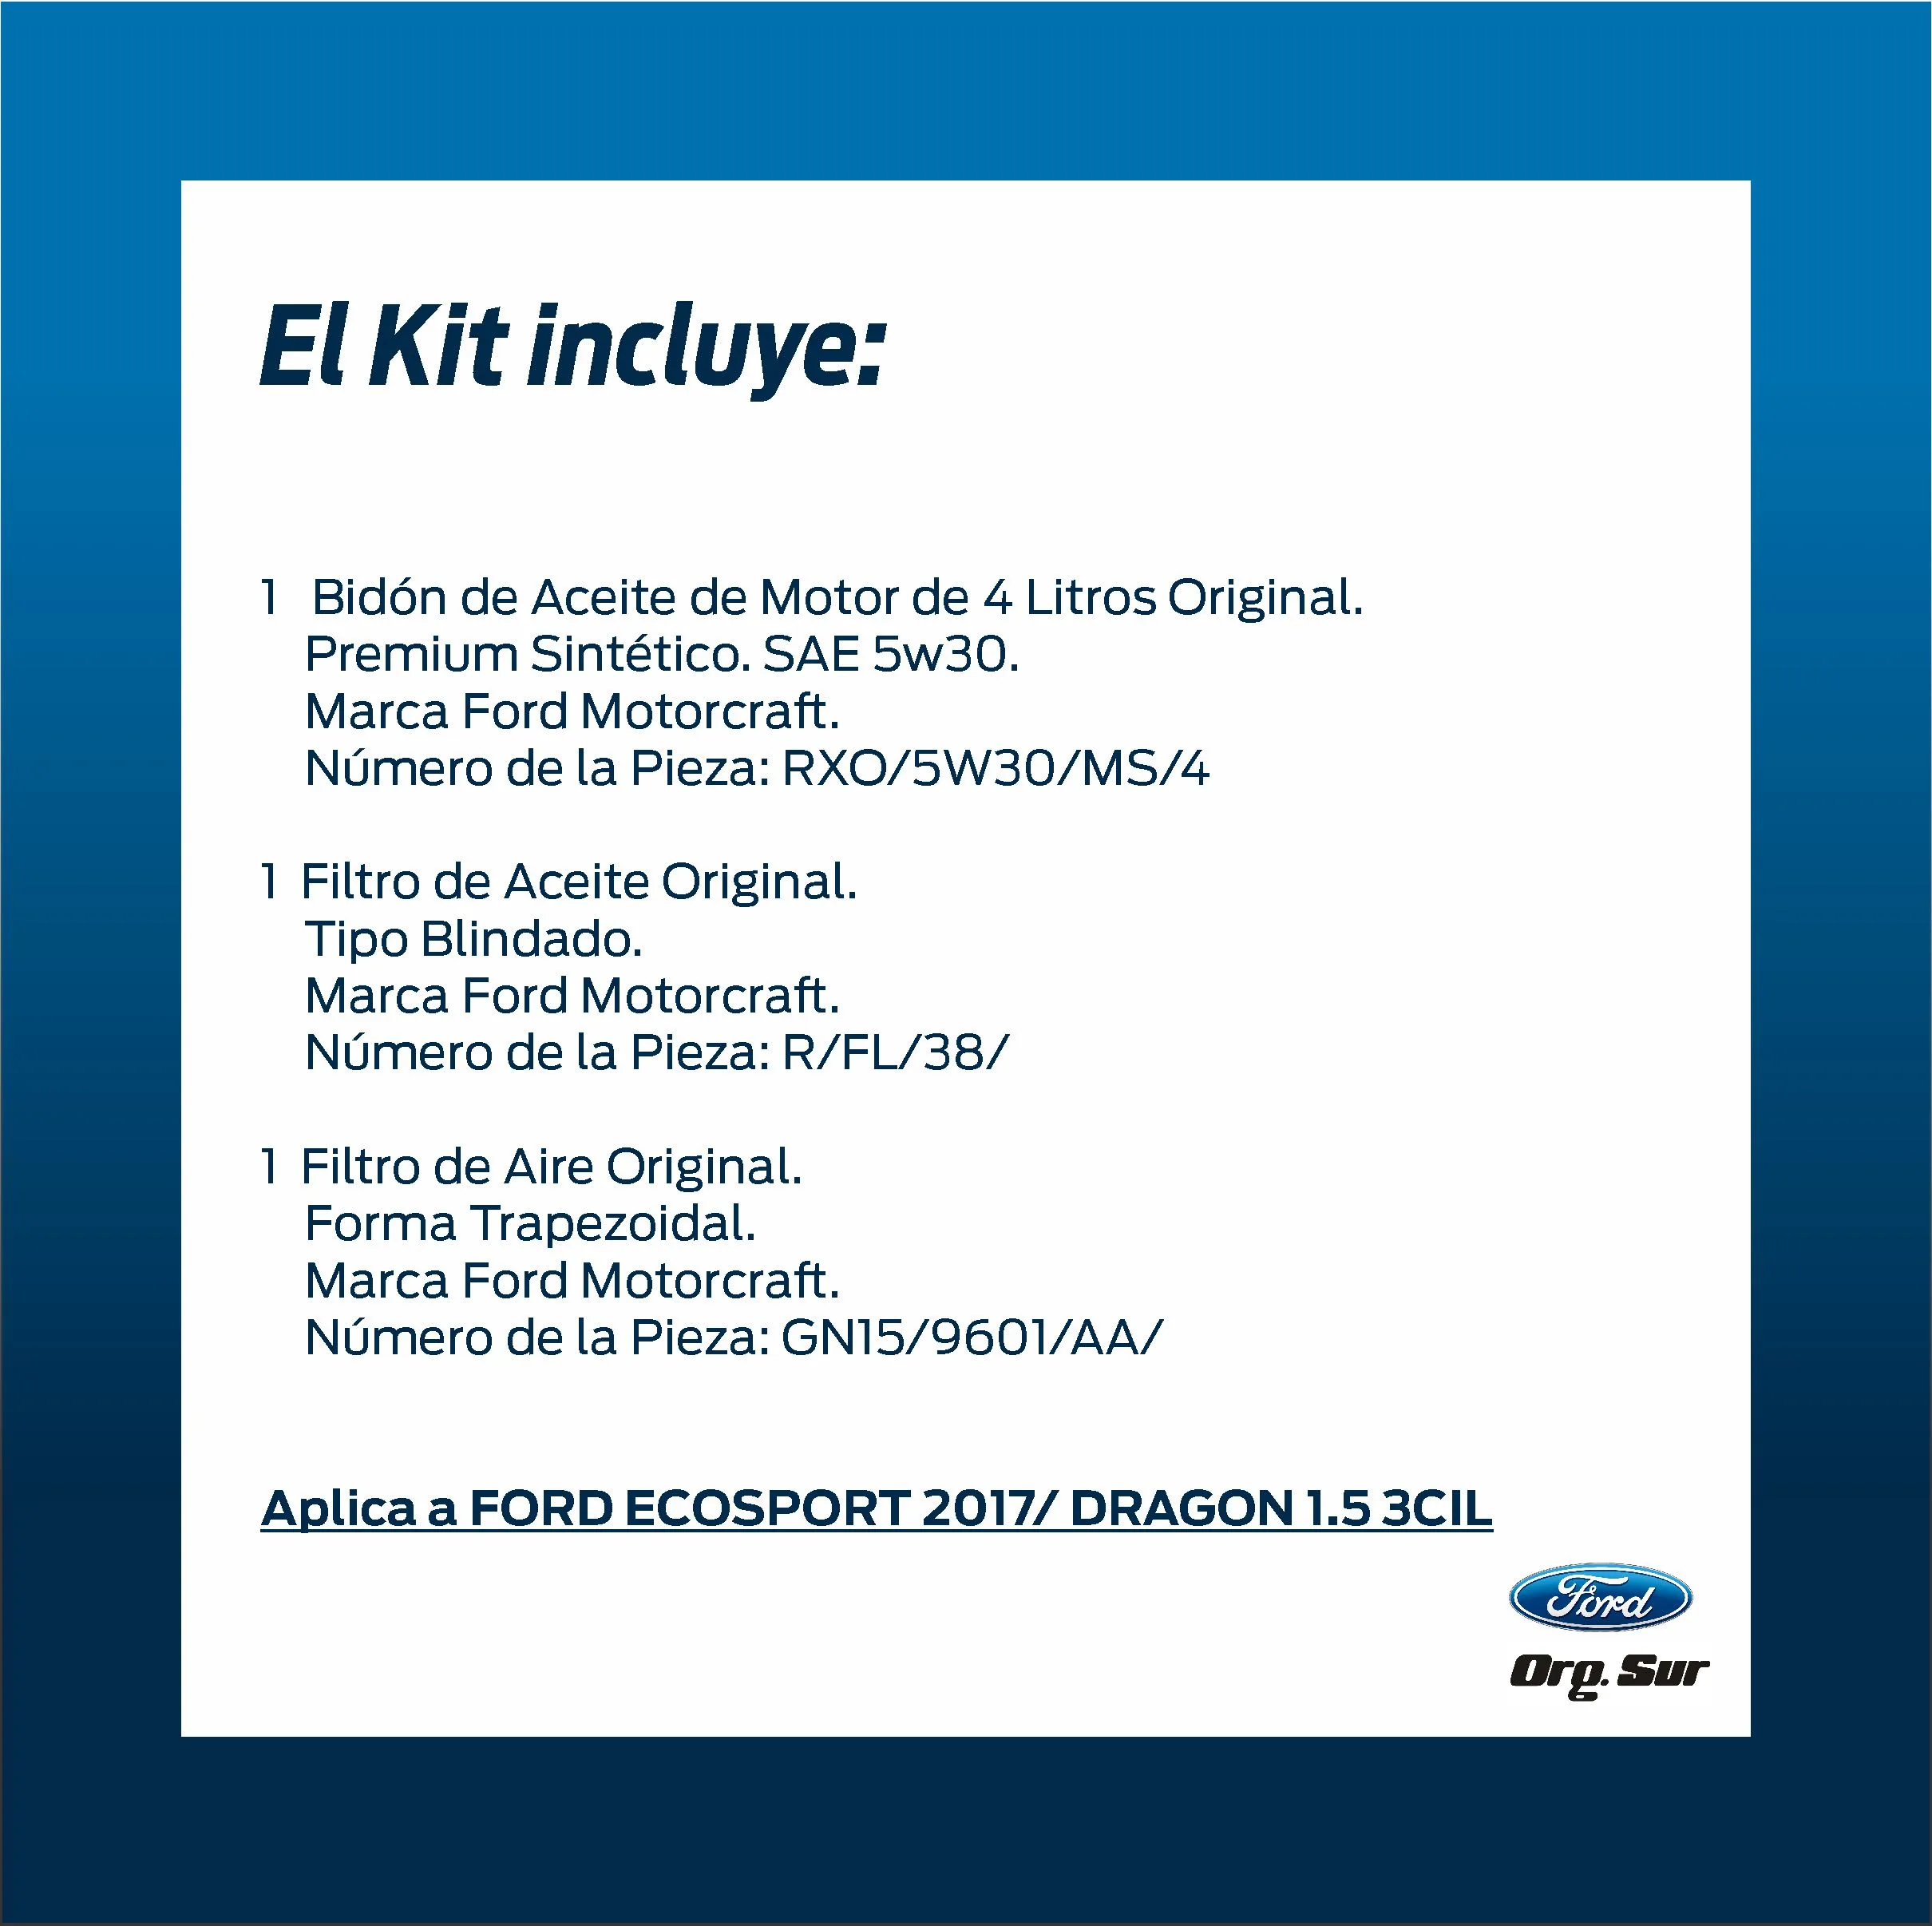 El Kit incluye:
1 Bidón de Aceite de Motor de 4 Litros Original.
Premium Sintético. SAE 5w30.
Marca Ford Motorcraft.
Número de la Pieza: RXO/5W30/MS/4
1 Filtro de Aceite Original.
Tipo Blindado.
Marca Ford Motorcraft.
Número de la Pieza: R/FL/38/
1 Filtro de Aire Original.
Forma Trapezoidal.
Marca Ford Motorcraft.
Número de la Pieza: GN15/9601/AA/
Aplica a FORD ECOSPORT 2017/ DRAGON 1.5 3CIL
Ford
Org. Sur